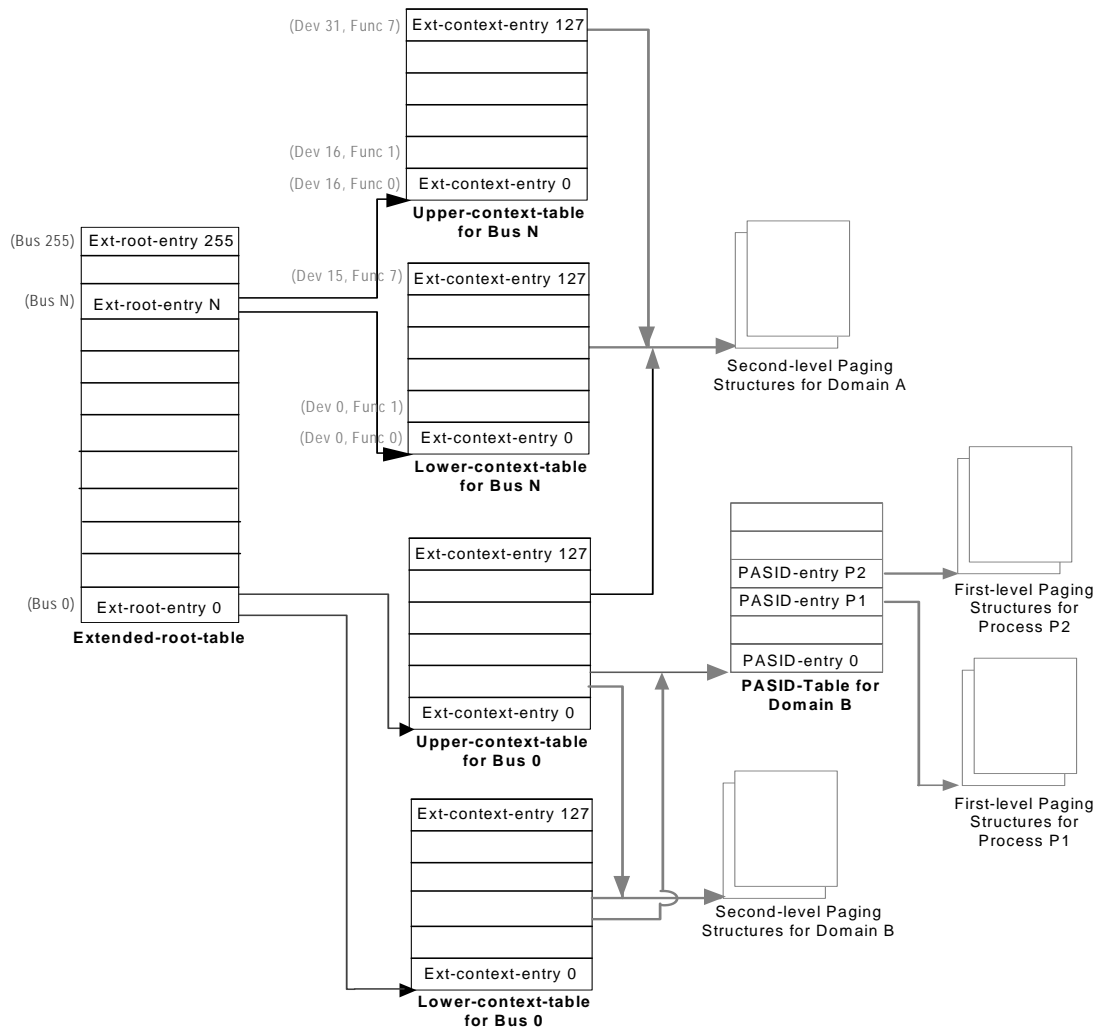 (Dev 31, Func 7)
Ext-context-entry 127
(Dev 16, Func 1)
(Dev 16, Func 0)
Ext-context-entry 0
Upper-context-table
for Bus N
(Bus 255)
Ext-root-entry 255
(Bus N)
Ext-root-entry N
(Bus 0)
Ext-root-entry 0
Extended-root-table
(Dev 15, Func 7)
Ext-context-entry 127
(Dev 0, Func 1)
(Dev 0, Func 0)
Ext-context-entry 0
Lower-context-table
for Bus N
Second-level Paging
Structures for Domain A
Ext-context-entry 127
Ext-context-entry 0
Upper-context-table
for Bus 0
PASID-entry P2
PASID-entry P1
PASID-entry 0
PASID-Table for
Domain B
First-level Paging
Structures for
Process P2
First-level Paging
Structures for
Process P1
Ext-context-entry 127
Ext-context-entry 0
Lower-context-table
for Bus 0
Second-level Paging
Structures for Domain B